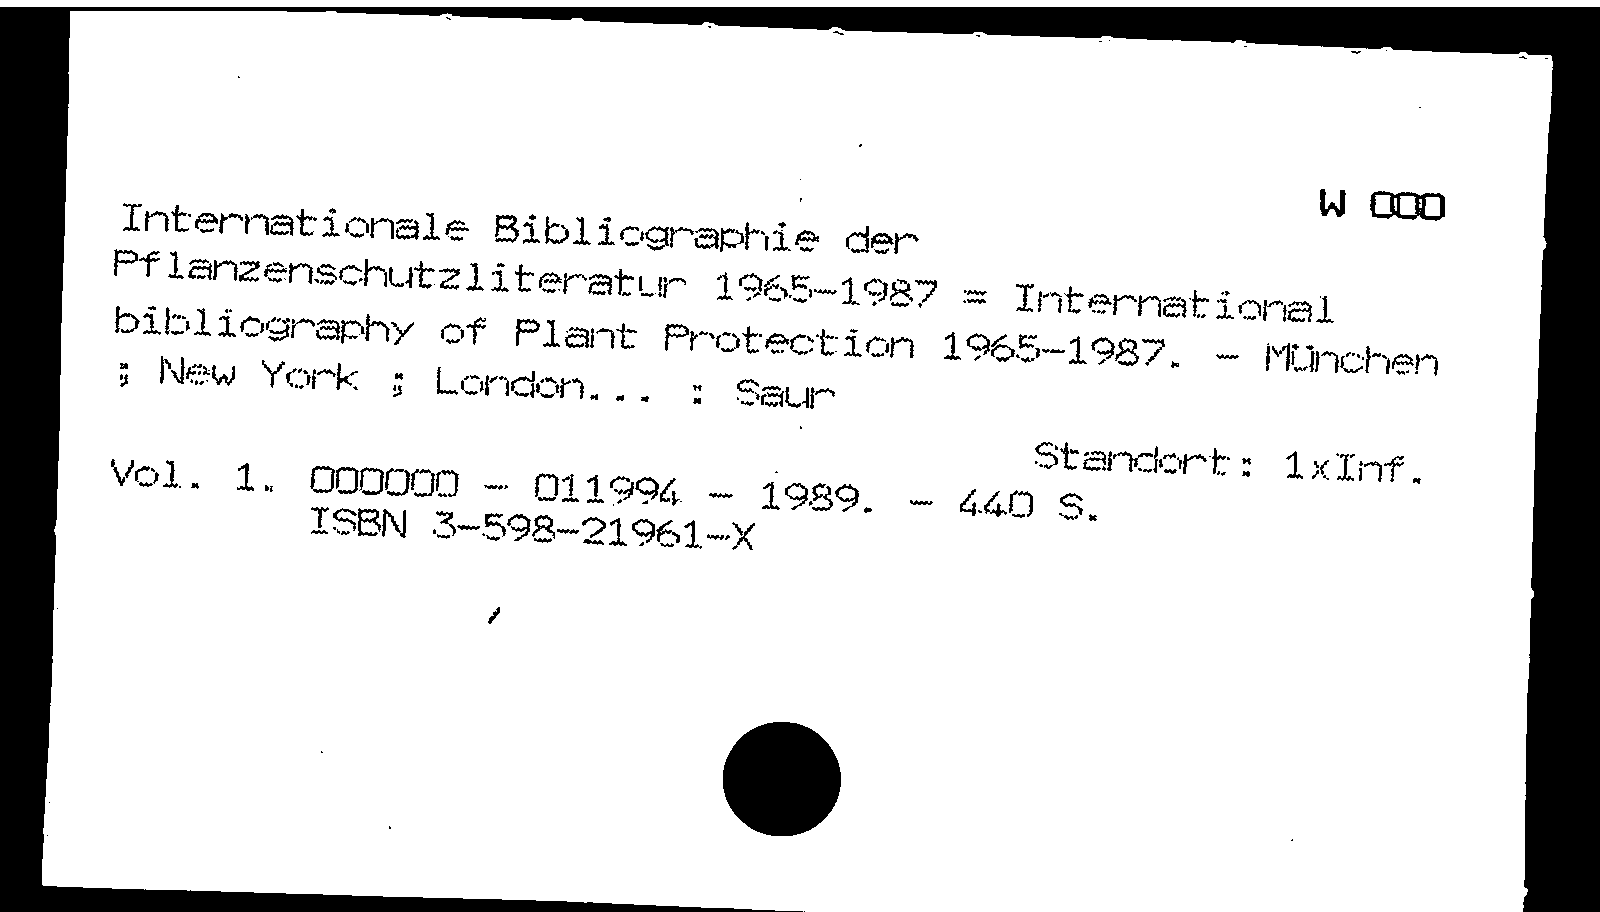 W 000
Internationale Bibliographie der
Pflanzenschutzliteratur 1965-1987 = International
bibliography of Plant Protection 1965-1987. - München
; New York ; London... : Saur
Standort: 1xInf.
Vol. 1. 000000 - 011994 - 1989. - 440 S.
ISBN 3-598-21961-X